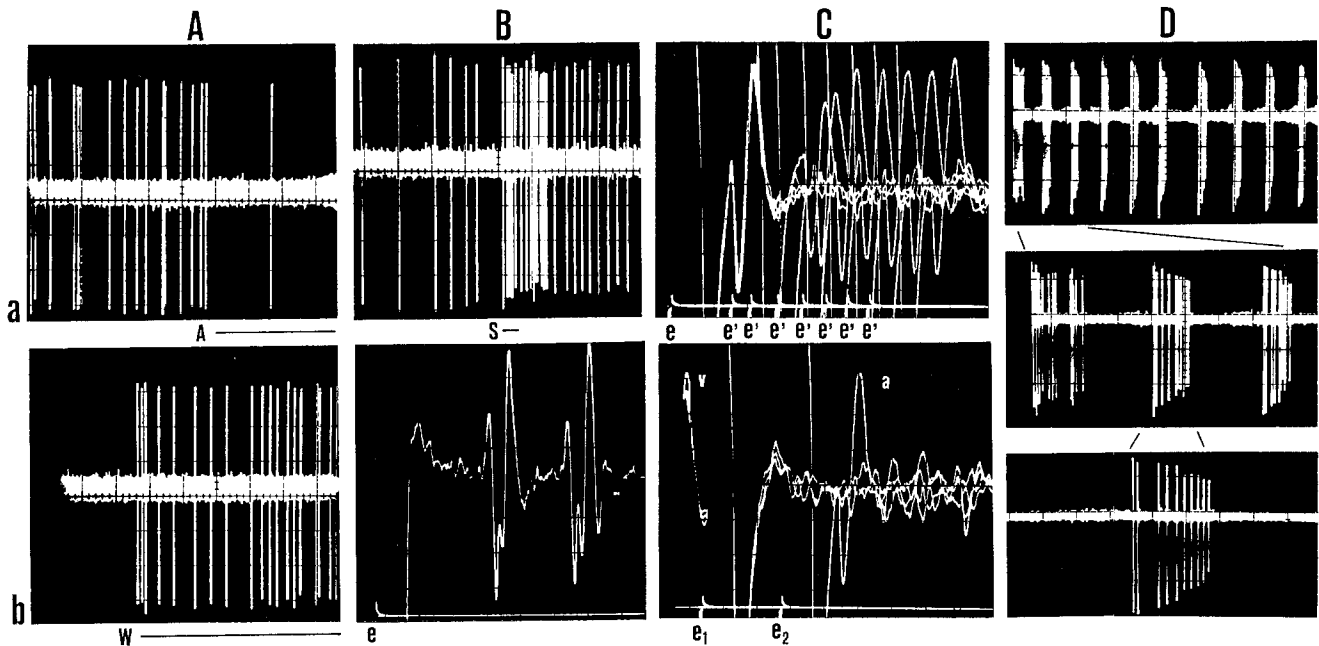 A B C D
a
A S e e' e' e' e' e' e' e'
v a
b
W e e₁ e₂